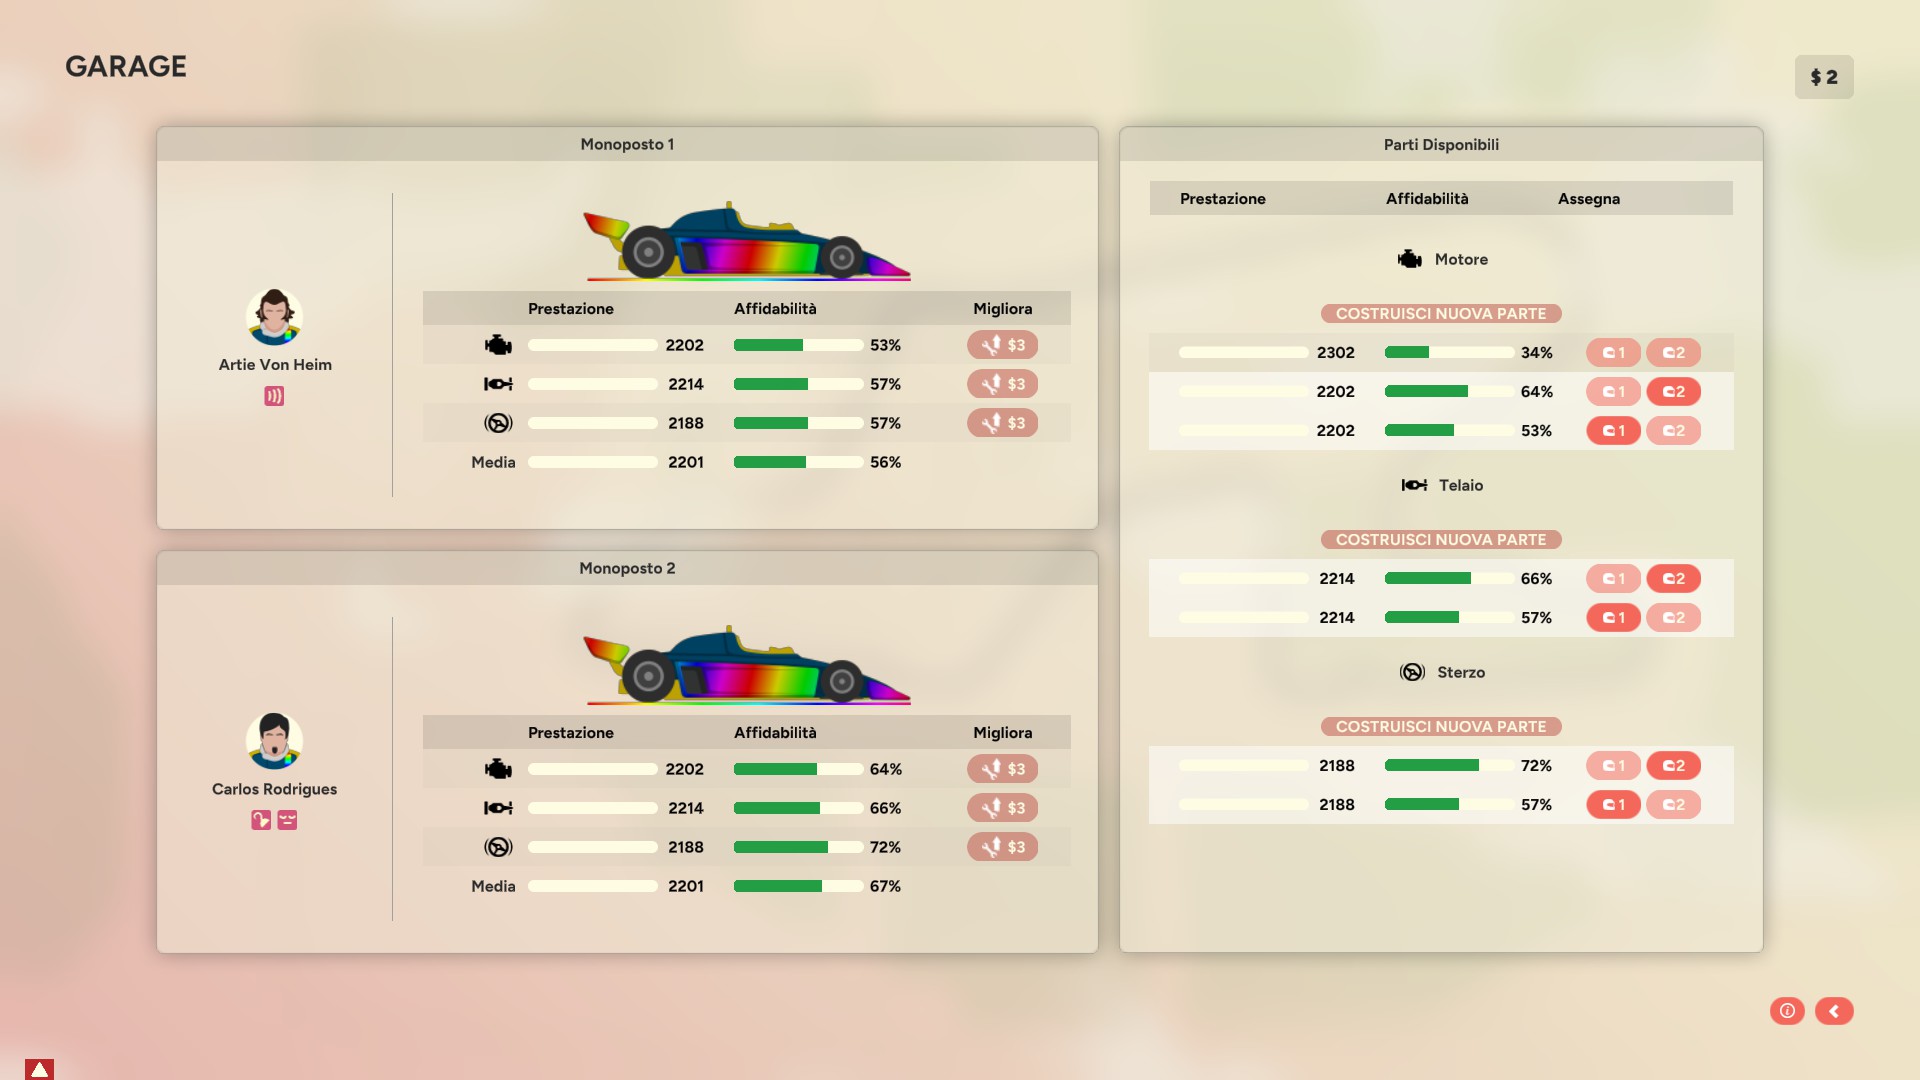 GARAGE
$ 2
Monoposto 1
Artie Von Heim
Prestazione Affidabilità Migliora
2202 53% $3
2214 57% $3
2188 57% $3
Media 2201 56%
Monoposto 2
Carlos Rodrigues
Prestazione Affidabilità Migliora
2202 64% $3
2214 66% $3
2188 72% $3
Media 2201 67%
Parti Disponibili
Prestazione Affidabilità Assegna
Motore
COSTRUISCI NUOVA PARTE
2302 34% 1 2
2202 64% 1 2
2202 53% 1 2
Telaio
COSTRUISCI NUOVA PARTE
2214 66% 1 2
2214 57% 1 2
Sterzo
COSTRUISCI NUOVA PARTE
2188 72% 1 2
2188 57% 1 2